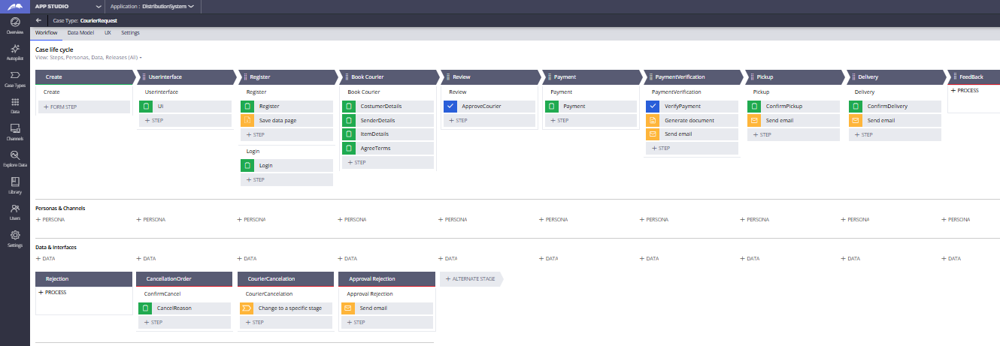 APP STUDIO
Application : DistributionSystem
Case Type: CourierRequest
Workflow Data Model UX Settings
Overview
Autopilot
Case Types
Data
Channels
Explore Data
Library
Users
Settings
Case life cycle
View: Steps, Personas, Data, Releases (All)
Create
Create
+ FORM STEP
UserInterface
UserInterface
Ui
+ STEP
Register
Register
Register
Save data page
+ STEP
Login
Login
+ STEP
Book Courier
Book Courier
CostumerDetails
SenderDetails
ItemDetails
AgreeTerms
+ STEP
Review
Review
ApproveCourier
+ STEP
Payment
Payment
Payment
+ STEP
PaymentVerification
PaymentVerification
VerifyPayment
Generate document
Send email
+ STEP
Pickup
Pickup
ConfirmPickup
Send email
+ STEP
Delivery
Delivery
ConfirmDelivery
Send email
+ STEP
FeedBack
+ PROCESS
Personas & Channels
+ PERSONA + PERSONA + PERSONA + PERSONA + PERSONA + PERSONA + PERSONA + PERSONA + PERSONA + PERSONA
Data & Interfaces
+ DATA + DATA + DATA + DATA + DATA + DATA + DATA + DATA + DATA + DATA
Rejection
+ PROCESS
CancellationOrder
ConfirmCancel
CancelReason
+ STEP
CourierCancelation
CourierCancelation
Change to a specific stage
+ STEP
Approval Rejection
Approval Rejection
Send email
+ STEP
+ ALTERNATE STAGE